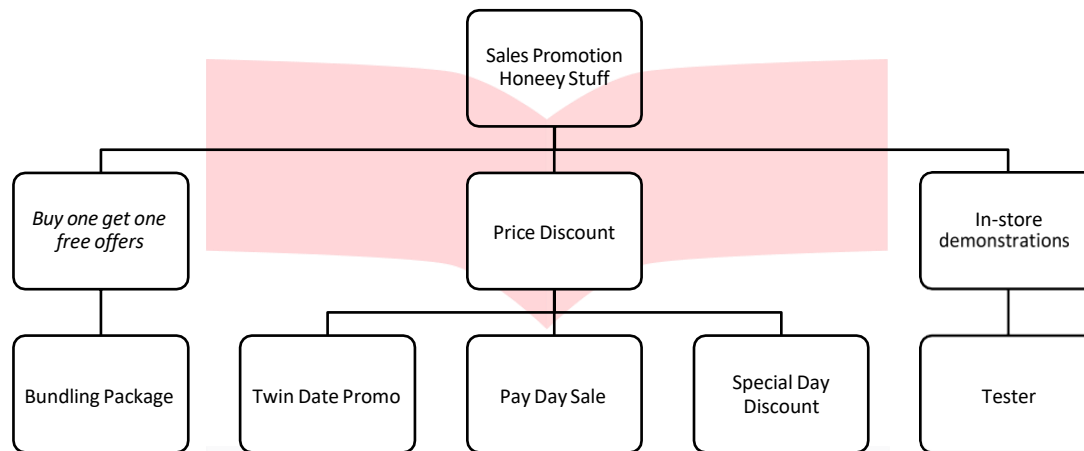 Sales Promotion
Honeey Stuff
Buy one get one
free offers
Price Discount
In-store
demonstrations
Bundling Package
Twin Date Promo
Pay Day Sale
Special Day
Discount
Tester